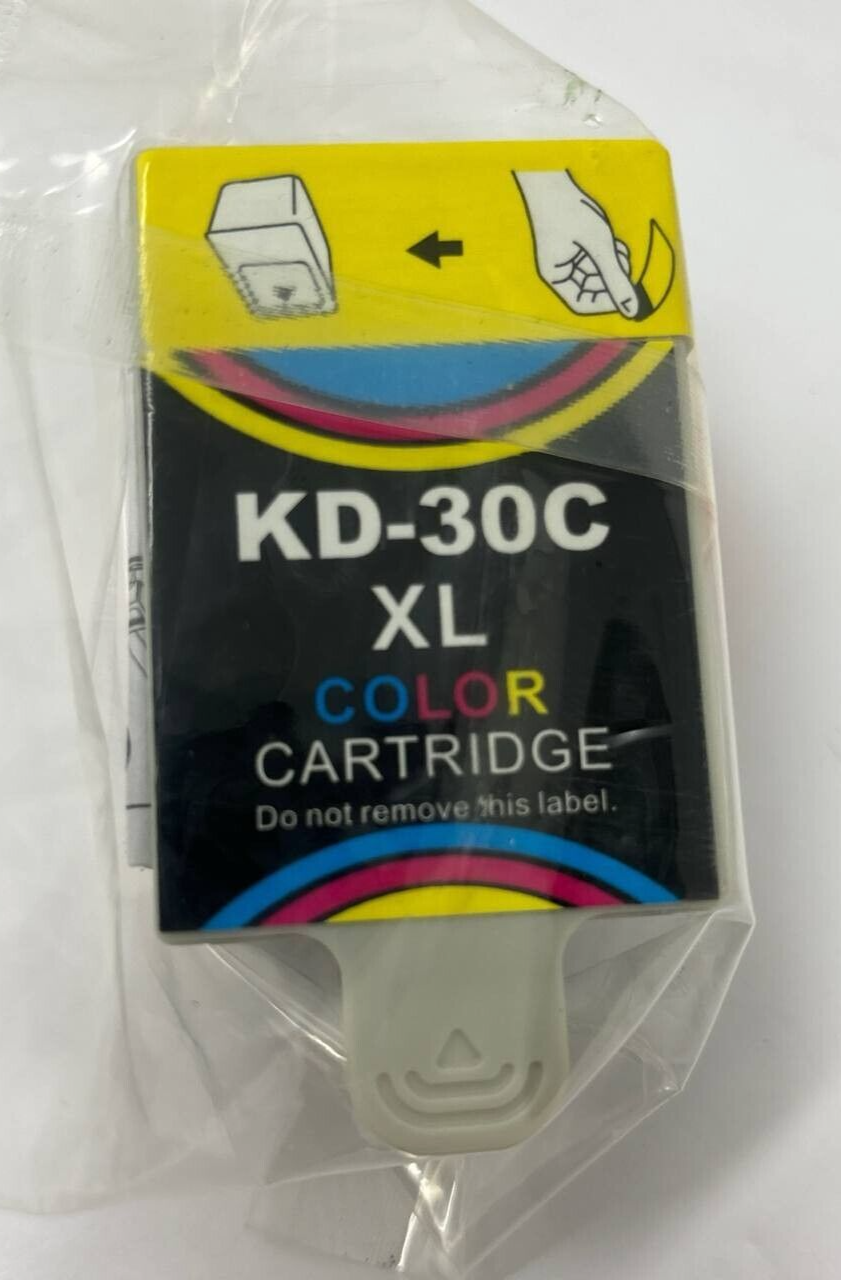 KD-30C
XL
COLOR
CARTRIDGE
Do not remove this label.